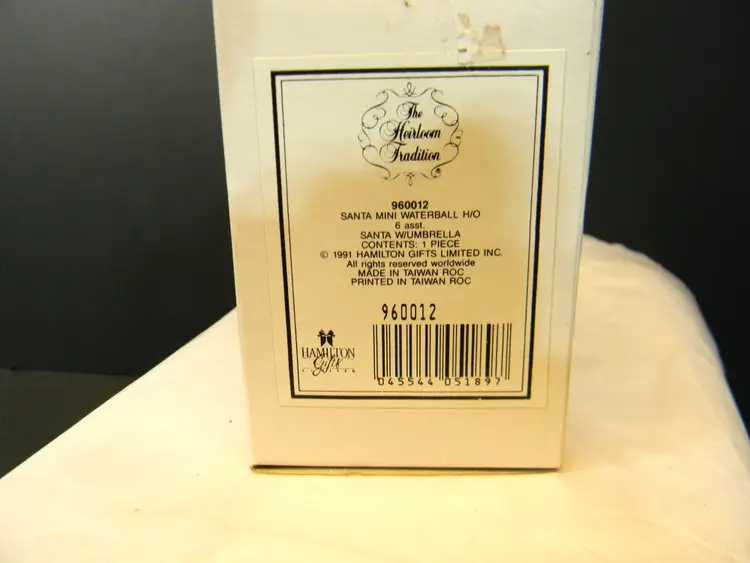 The
Heirloom
Tradition
®
960012
SANTA MINI WATERBALL H/O
6 asst.
SANTA W/UMBRELLA
CONTENTS: 1 PIECE
© 1991 HAMILTON GIFTS LIMITED INC.
All rights reserved worldwide
MADE IN TAIWAN ROC
PRINTED IN TAIWAN ROC
960012
HAMILTON
Gifts
LIMITED
045544 051897